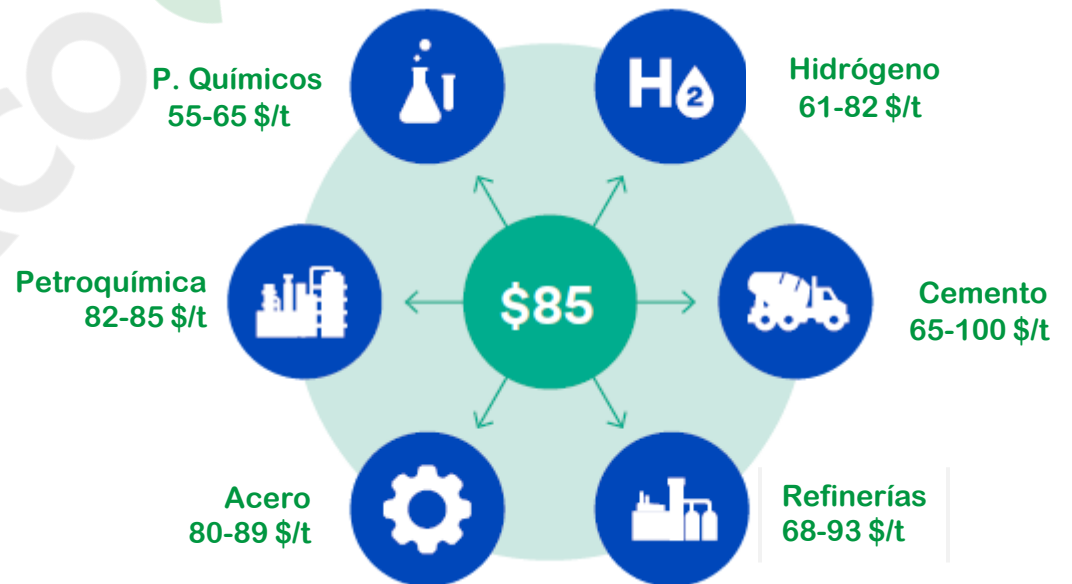 P. Químicos
55-65 $/t
H2
Hidrógeno
61-82 $/t
Petroquímica
82-85 $/t
$85
Cemento
65-100 $/t
Acero
80-89 $/t
Refinerías
68-93 $/t